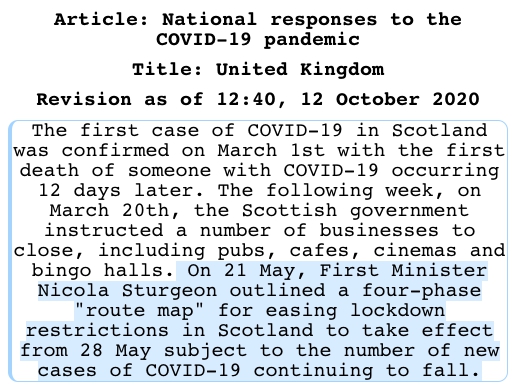 Article: National responses to the
COVID-19 pandemic
Title: United Kingdom
Revision as of 12:40, 12 October 2020
The first case of COVID-19 in Scotland
was confirmed on March 1st with the first
death of someone with COVID-19 occurring
12 days later. The following week, on
March 20th, the Scottish government
instructed a number of businesses to
close, including pubs, cafes, cinemas and
bingo halls. On 21 May, First Minister
Nicola Sturgeon outlined a four-phase
"route map" for easing lockdown
restrictions in Scotland to take effect
from 28 May subject to the number of new
cases of COVID-19 continuing to fall.